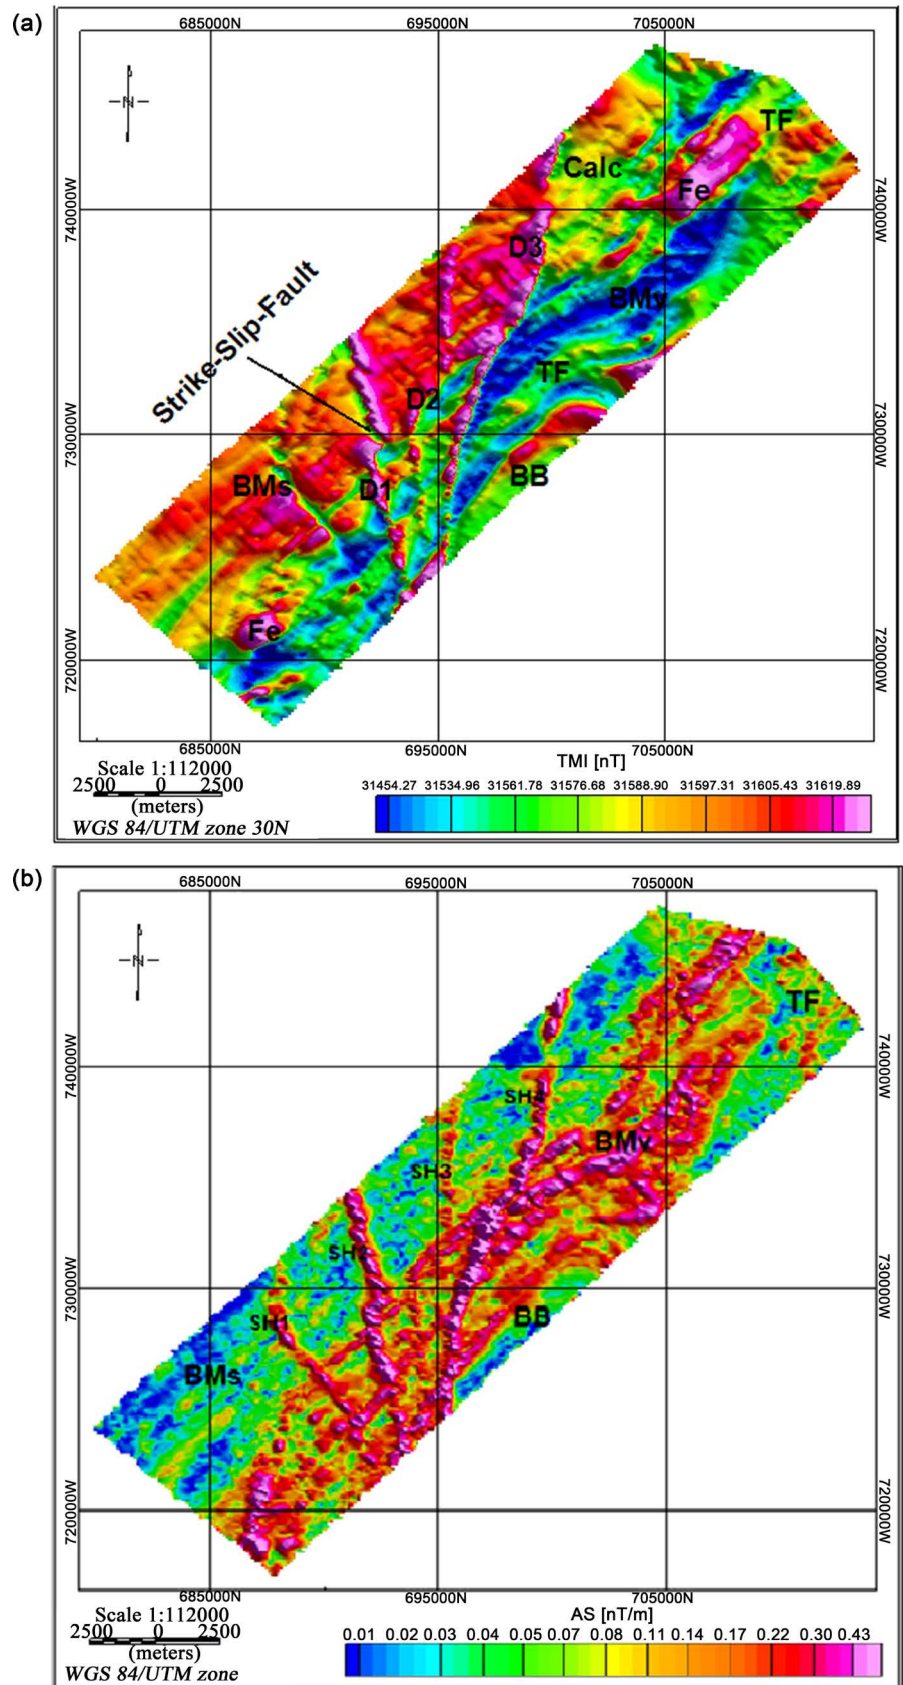 (a)
685000N 695000N 705000N
N
TF
Calc
Fe
740000W 740000W
D3
BMv
Strike-Slip-Fault
TF
D2
730000W 730000W
BB
BMs
D1
Fe
720000W 720000W
685000N 695000N 705000N
TMI [nT]
Scale 1:112000
2500 0 2500
(meters)
WGS 84/UTM zone 30N
31454.27 31534.96 31561.78 31576.68 31588.90 31597.31 31605.43 31619.89
(b)
685000N 695000N 705000N
N
TF
740000W 740000W
SH4
BMv
SH3
SH2
730000W 730000W
SH1
BB
BMs
720000W 720000W
685000N 695000N 705000N
AS [nT/m]
Scale 1:112000
2500 0 2500
(meters)
WGS 84/UTM zone
0.01 0.02 0.03 0.04 0.05 0.07 0.08 0.11 0.14 0.17 0.22 0.30 0.43